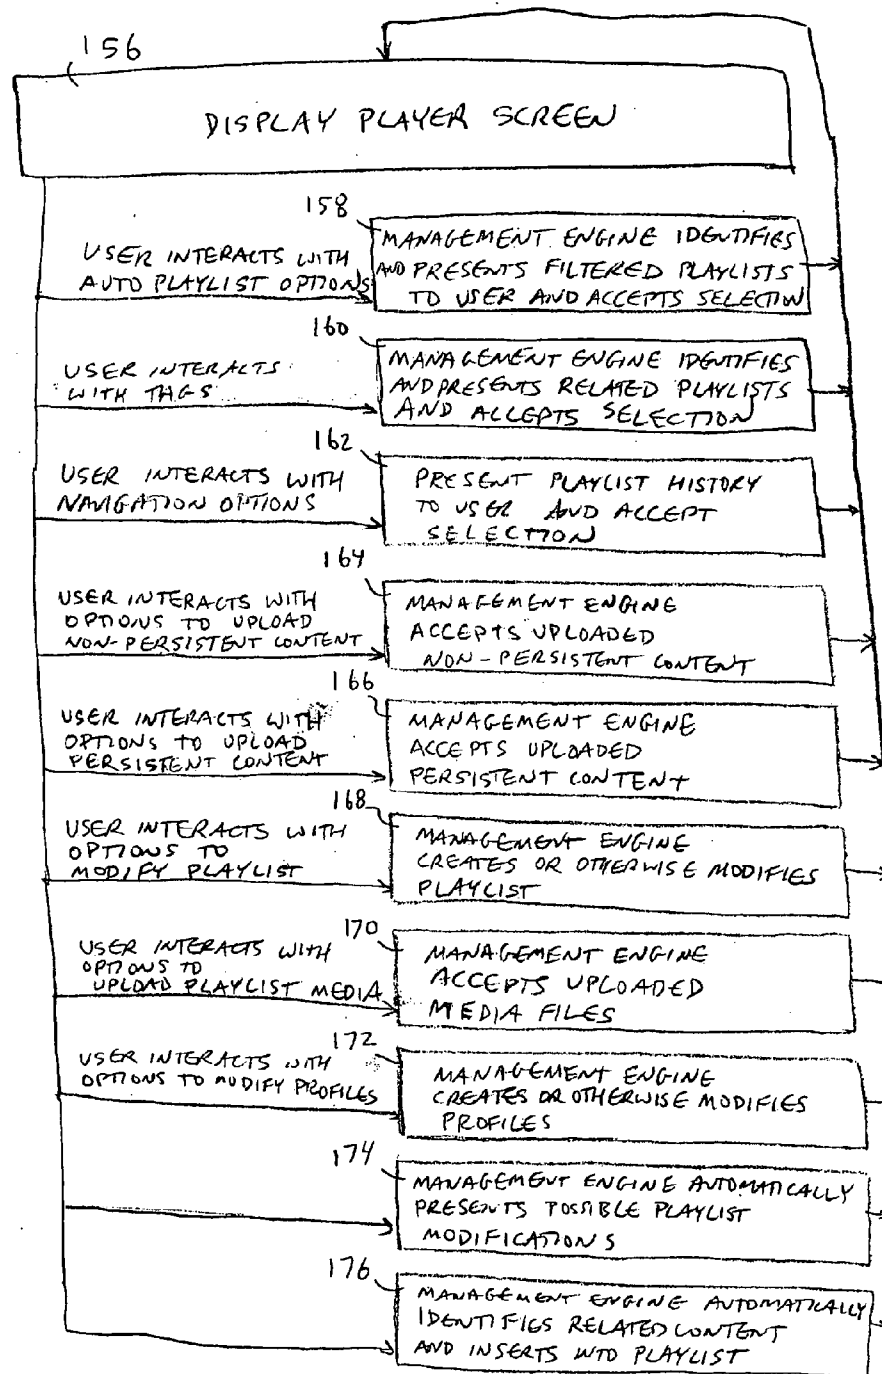 156
DISPLAY PLAYER SCREEN
158
USER INTERACTS WITH
AUTO PLAYLIST OPTIONS
MANAGEMENT ENGINE IDENTIFIES
AND PRESENTS FILTERED PLAYLISTS
TO USER AND ACCEPTS SELECTION
160
USER INTERACTS
WITH TAGS
MANAGEMENT ENGINE IDENTIFIES
AND PRESENTS RELATED PLAYLISTS
AND ACCEPTS SELECTION
162
USER INTERACTS WITH
NAVIGATION OPTIONS
PRESENT PLAYLIST HISTORY
TO USER AND ACCEPT
SELECTION
164
USER INTERACTS WITH
OPTIONS TO UPLOAD
NON-PERSISTENT CONTENT
MANAGEMENT ENGINE
ACCEPTS UPLOADED
NON-PERSISTENT CONTENT
166
USER INTERACTS WITH
OPTIONS TO UPLOAD
PERSISTENT CONTENT
MANAGEMENT ENGINE
ACCEPTS UPLOADED
PERSISTENT CONTENT
168
USER INTERACTS WITH
OPTIONS TO
MODIFY PLAYLIST
MANAGEMENT ENGINE
CREATES OR OTHERWISE MODIFIES
PLAYLIST
170
USER INTERACTS WITH
OPTIONS TO
UPLOAD PLAYLIST MEDIA
MANAGEMENT ENGINE
ACCEPTS UPLOADED
MEDIA FILES
172
USER INTERACTS WITH
OPTIONS TO MODIFY PROFILES
MANAGEMENT ENGINE
CREATES OR OTHERWISE MODIFIES
PROFILES
174
MANAGEMENT ENGINE AUTOMATICALLY
PRESENTS POSSIBLE PLAYLIST
MODIFICATIONS
176
MANAGEMENT ENGINE AUTOMATICALLY
IDENTIFIES RELATED CONTENT
AND INSERTS INTO PLAYLIST